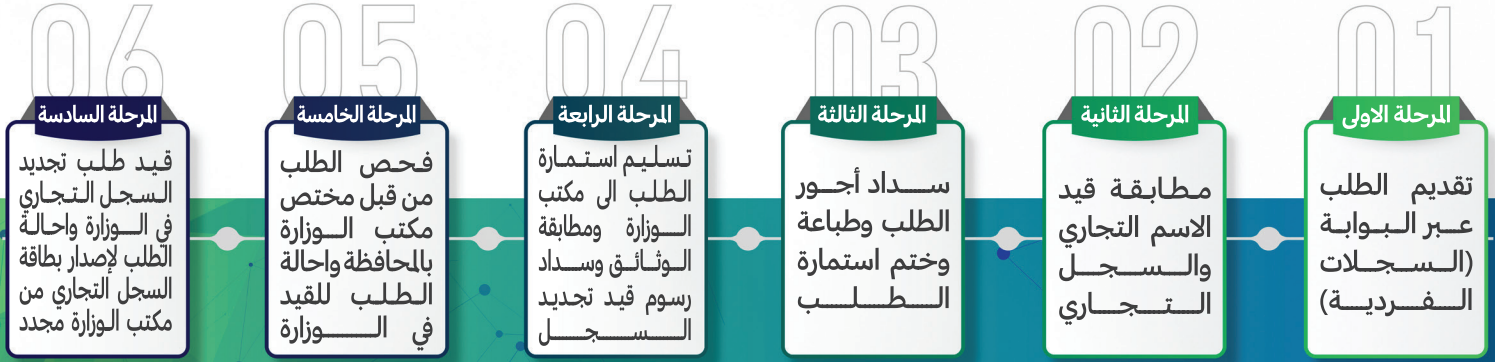 01
المرحلة الاولى
تقديم الطلب
عبر البوابة
(السجلات
الفردية)
02
المرحلة الثانية
مطابقة قيد
الاسم التجاري
والسجل
التجاري
03
المرحلة الثالثة
سداد أجور
الطلب وطباعة
وختم استمارة
الطلب
04
المرحلة الرابعة
تسليم استمارة
الطلب الى مكتب
الوزارة ومطابقة
الوثائق وسداد
رسوم قيد تجديد
السجل
05
المرحلة الخامسة
فحص الطلب
من قبل مختص
مكتب الوزارة
بالمحافظة واحالة
الطلب للقيد
في الوزارة
06
المرحلة السادسة
قيد طلب تجديد
السجل التجاري
في الوزارة واحالة
الطلب لإصدار بطاقة
السجل التجاري من
مكتب الوزارة مجدد